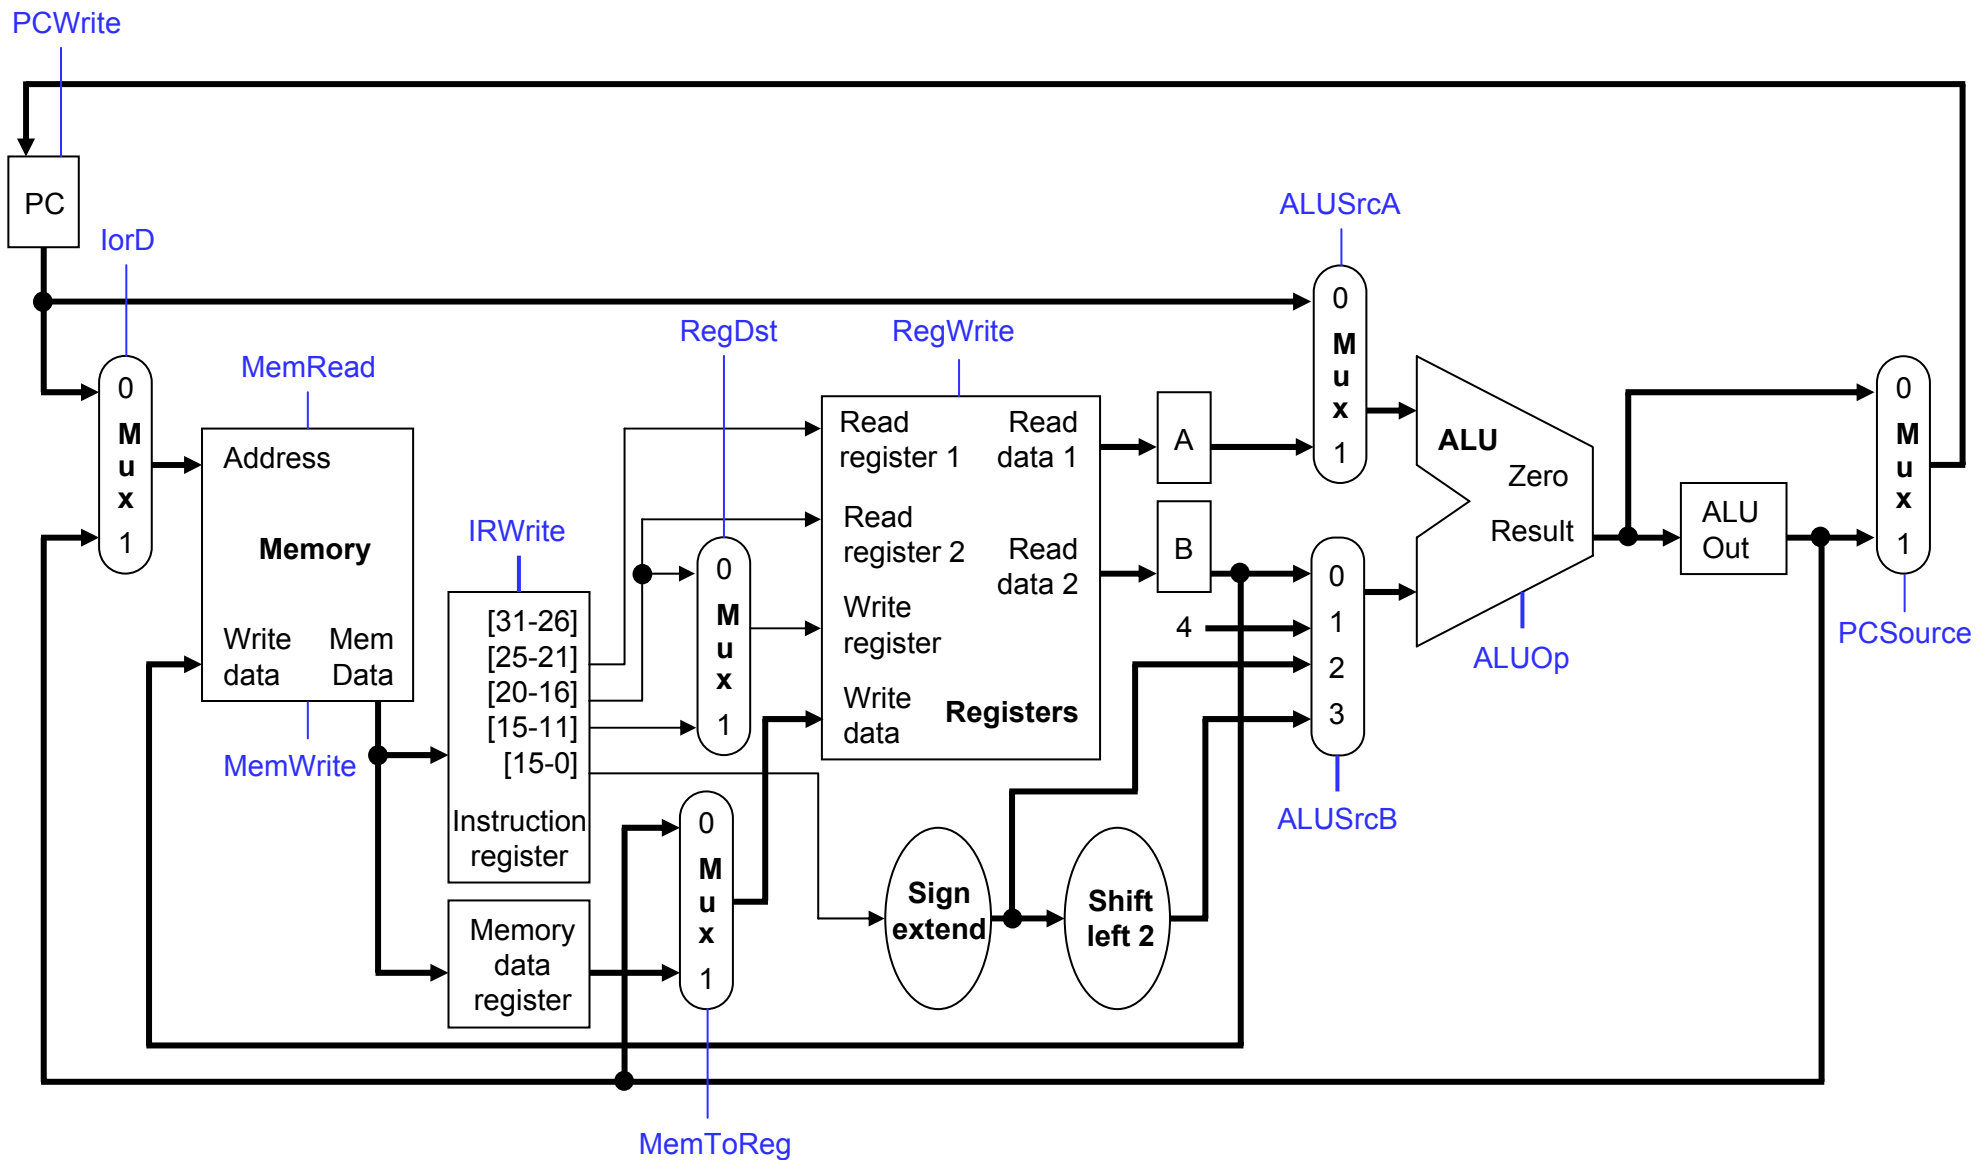 PCWrite
PC
IorD
ALUSrcA
0
M
u
x
1
RegDst
RegWrite
MemRead
0
M
u
x
1
Address
Memory
Write
data
Mem
Data
MemWrite
IRWrite
[31-26]
[25-21]
[20-16]
[15-11]
[15-0]
Instruction
register
Memory
data
register
0
M
u
x
1
0
M
u
x
1
MemToReg
Read
register 1
Read
data 1
Read
register 2
Read
data 2
Write
register
Write
data
Registers
A
B
4
0
1
2
3
ALUSrcB
Sign
extend
Shift
left 2
ALU
Zero
Result
ALUOp
ALU
Out
0
M
u
x
1
PCSource